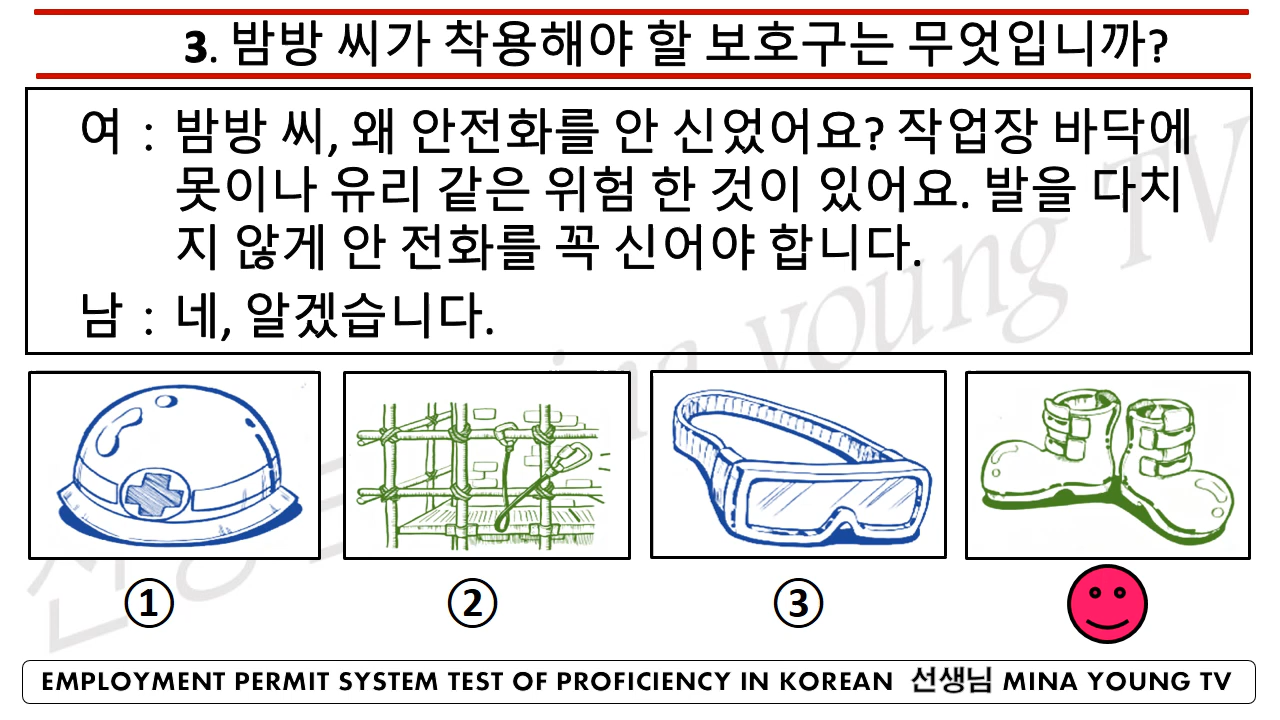 3. 밤방 씨가 착용해야 할 보호구는 무엇입니까?
여 : 밤방 씨, 왜 안전화를 안 신었어요? 작업장 바닥에
못이나 유리 같은 위험 한 것이 있어요. 발을 다치
지 않게 안 전화를 꼭 신어야 합니다.
남 : 네, 알겠습니다.
① ② ③
EMPLOYMENT PERMIT SYSTEM TEST OF PROFICIENCY IN KOREAN 선생님 MINA YOUNG TV